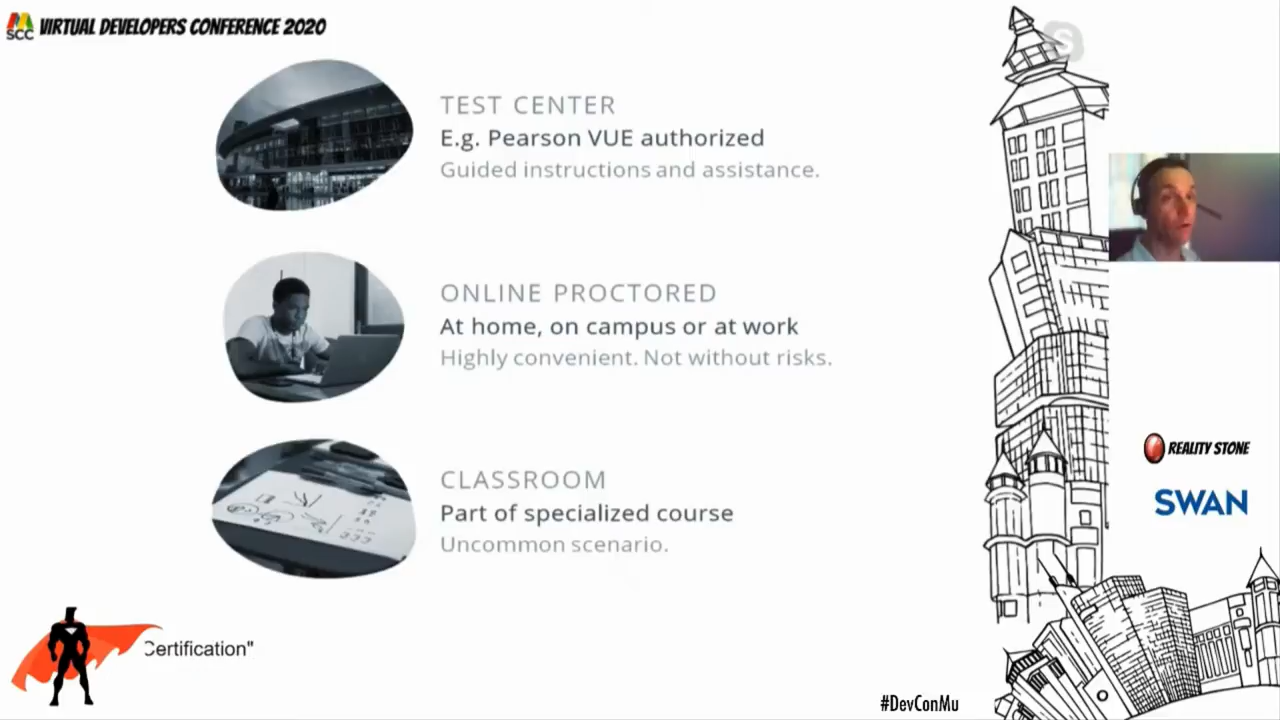 SCC VIRTUAL DEVELOPERS CONFERENCE 2020
S
TEST CENTER
E.g. Pearson VUE authorized
Guided instructions and assistance.
ONLINE PROCTORED
At home, on campus or at work
Highly convenient. Not without risks.
CLASSROOM
Part of specialized course
Uncommon scenario.
REALITY STONE
SWAN
Certification"
#DevConMu